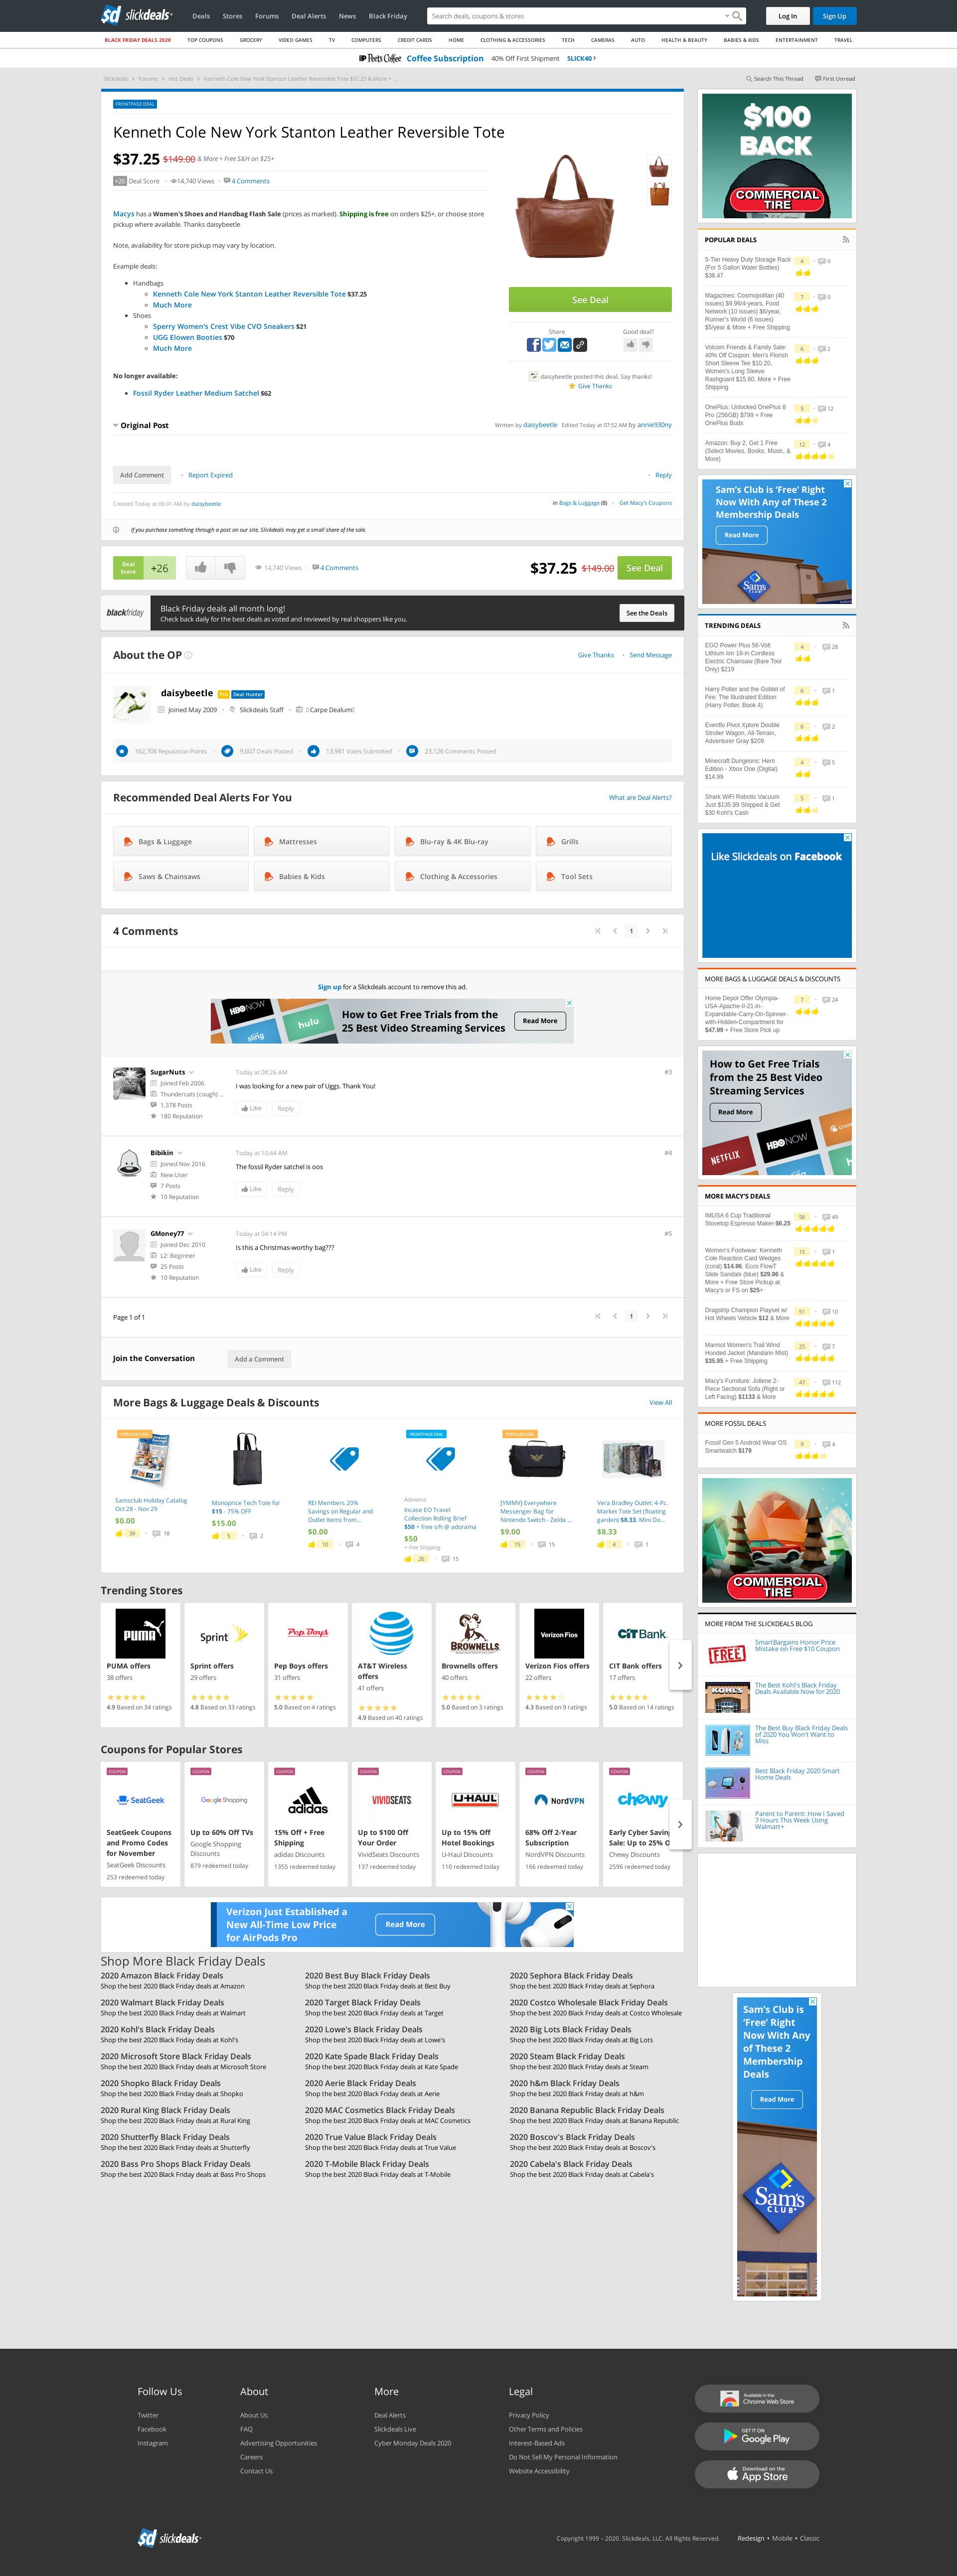 slickdeals
Deals Stores Forums Deal Alerts News Black Friday
Search deals, coupons & stores
Log In Sign Up
BLACK FRIDAY DEALS 2020 TOP COUPONS GROCERY VIDEO GAMES TV COMPUTERS CREDIT CARDS HOME CLOTHING & ACCESSORIES TECH CAMERAS AUTO HEALTH & BEAUTY BABIES & KIDS ENTERTAINMENT TRAVEL
Peet's Coffee Coffee Subscription 40% Off First Shipment SLICK40
Slickdeals Forums Hot Deals Kenneth Cole New York Stanton Leather Reversible Tote $37.25 & More + ...
Search This Thread First Unread
FRONTPAGE DEAL
Kenneth Cole New York Stanton Leather Reversible Tote
$37.25 $149.00 & More + Free S&H on $25+
+26 Deal Score 14,740 Views 4 Comments
Macys has a Women's Shoes and Handbag Flash Sale (prices as marked). Shipping is free on orders $25+, or choose store
pickup where available. Thanks daisybeetle
Note, availability for store pickup may vary by location.
Example deals:
Handbags
Kenneth Cole New York Stanton Leather Reversible Tote $37.25
Much More
Shoes
Sperry Women's Crest Vibe CVO Sneakers $21
UGG Elowen Booties $70
Much More
No longer available:
Fossil Ryder Leather Medium Satchel $62
See Deal
Share Good deal?
daisybeetle posted this deal. Say thanks!
Give Thanks
Original Post
Written by daisybeetle Edited Today at 07:52 AM by annie930ny
Add Comment Report Expired Reply
Created Today at 06:01 AM by daisybeetle
in Bags & Luggage (8) Get Macy's Coupons
If you purchase something through a post on our site, Slickdeals may get a small share of the sale.
Deal Score +26
14,740 Views 4 Comments
$37.25 $149.00 See Deal
blackfriday
Black Friday deals all month long!
Check back daily for the best deals as voted and reviewed by real shoppers like you.
See the Deals
About the OP
Give Thanks Send Message
daisybeetle Pro Deal Hunter
Joined May 2009 Slickdeals Staff Carpe Dealum
162,706 Reputation Points 9,607 Deals Posted 13,981 Votes Submitted 23,126 Comments Posted
Recommended Deal Alerts For You
What are Deal Alerts?
Bags & Luggage Mattresses Blu-ray & 4K Blu-ray Grills
Saws & Chainsaws Babies & Kids Clothing & Accessories Tool Sets
4 Comments
1
Sign up for a Slickdeals account to remove this ad.
HBO NOW sling hulu
How to Get Free Trials from the
25 Best Video Streaming Services
Read More
SugarNuts
Joined Feb 2006
Thundercats (cough) ...
1,378 Posts
180 Reputation
Today at 08:26 AM
#3
I was looking for a new pair of Uggs. Thank You!
Like Reply
Bibikin
Joined Nov 2016
New User
7 Posts
10 Reputation
Today at 10:44 AM
#4
The fossil Ryder satchel is oos
Like Reply
GMoney77
Joined Dec 2010
L2: Beginner
25 Posts
10 Reputation
Today at 04:14 PM
#5
Is this a Christmas-worthy bag???
Like Reply
Page 1 of 1
1
Join the Conversation
Add a Comment
More Bags & Luggage Deals & Discounts
View All
POPULAR DEAL
Samsclub Holiday Catalog
Oct 28 - Nov 29
$0.00
39 18
Monoprice Tech Tote for
$15 - 75% OFF
$15.00
5 2
REI Members 20%
Savings on Regular and
Outlet Items from...
$0.00
10 4
FRONTPAGE DEAL
Adorama
Incase EO Travel
Collection Rolling Brief
$50 + free s/h @ adorama
$50
+ Free Shipping
26 15
POPULAR DEAL
[YMMV] Everywhere
Messenger Bag for
Nintendo Switch - Zelda ...
$9.00
15 15
Vera Bradley Outlet: 4-Pc.
Market Tote Set (floating
garden) $8.33, Mini Do...
$8.33
4 1
Trending Stores
PUMA
PUMA offers
38 offers
4.9 Based on 34 ratings
Sprint
Sprint offers
29 offers
4.8 Based on 33 ratings
Pep Boys
Pep Boys offers
31 offers
5.0 Based on 4 ratings
AT&T Wireless
offers
41 offers
4.9 Based on 40 ratings
BROWNELLS
Brownells offers
40 offers
5.0 Based on 3 ratings
Verizon Fios
Verizon Fios offers
22 offers
4.3 Based on 9 ratings
CIT Bank
CIT Bank offers
17 offers
5.0 Based on 14 ratings
Coupons for Popular Stores
COUPON
SeatGeek
SeatGeek Coupons
and Promo Codes
for November
SeatGeek Discounts
253 redeemed today
COUPON
Google Shopping
Up to 60% Off TVs
Google Shopping
Discounts
879 redeemed today
COUPON
adidas
15% Off + Free
Shipping
adidas Discounts
1355 redeemed today
COUPON
VIVIDSEATS.
Up to $100 Off
Your Order
VividSeats Discounts
137 redeemed today
COUPON
U-HAUL
Up to 15% Off
Hotel Bookings
U-Haul Discounts
110 redeemed today
COUPON
NordVPN
68% Off 2-Year
Subscription
NordVPN Discounts
166 redeemed today
COUPON
chewy
Early Cyber Saving
Sale: Up to 25% O
Chewy Discounts
2596 redeemed today
Verizon Just Established a
New All-Time Low Price
for AirPods Pro
Read More
Shop More Black Friday Deals
2020 Amazon Black Friday Deals
Shop the best 2020 Black Friday deals at Amazon
2020 Best Buy Black Friday Deals
Shop the best 2020 Black Friday deals at Best Buy
2020 Sephora Black Friday Deals
Shop the best 2020 Black Friday deals at Sephora
2020 Walmart Black Friday Deals
Shop the best 2020 Black Friday deals at Walmart
2020 Target Black Friday Deals
Shop the best 2020 Black Friday deals at Target
2020 Costco Wholesale Black Friday Deals
Shop the best 2020 Black Friday deals at Costco Wholesale
2020 Kohl's Black Friday Deals
Shop the best 2020 Black Friday deals at Kohl's
2020 Lowe's Black Friday Deals
Shop the best 2020 Black Friday deals at Lowe's
2020 Big Lots Black Friday Deals
Shop the best 2020 Black Friday deals at Big Lots
2020 Microsoft Store Black Friday Deals
Shop the best 2020 Black Friday deals at Microsoft Store
2020 Kate Spade Black Friday Deals
Shop the best 2020 Black Friday deals at Kate Spade
2020 Steam Black Friday Deals
Shop the best 2020 Black Friday deals at Steam
2020 Shopko Black Friday Deals
Shop the best 2020 Black Friday deals at Shopko
2020 Aerie Black Friday Deals
Shop the best 2020 Black Friday deals at Aerie
2020 h&m Black Friday Deals
Shop the best 2020 Black Friday deals at h&m
2020 Rural King Black Friday Deals
Shop the best 2020 Black Friday deals at Rural King
2020 MAC Cosmetics Black Friday Deals
Shop the best 2020 Black Friday deals at MAC Cosmetics
2020 Banana Republic Black Friday Deals
Shop the best 2020 Black Friday deals at Banana Republic
2020 Shutterfly Black Friday Deals
Shop the best 2020 Black Friday deals at Shutterfly
2020 True Value Black Friday Deals
Shop the best 2020 Black Friday deals at True Value
2020 Boscov's Black Friday Deals
Shop the best 2020 Black Friday deals at Boscov's
2020 Bass Pro Shops Black Friday Deals
Shop the best 2020 Black Friday deals at Bass Pro Shops
2020 T-Mobile Black Friday Deals
Shop the best 2020 Black Friday deals at T-Mobile
2020 Cabela's Black Friday Deals
Shop the best 2020 Black Friday deals at Cabela's
$100
BACK
COMMERCIAL
TIRE
POPULAR DEALS
5-Tier Heavy Duty Storage Rack
(For 5 Gallon Water Bottles)
$38.47
4 0
Magazines: Cosmopolitan (40
issues) $9.96/4-years, Food
Network (10 issues) $6/year,
Runner's World (6 issues)
$5/year & More + Free Shipping
7 0
Volcom Friends & Family Sale:
40% Off Coupon: Men's Florish
Short Sleeve Tee $10.20,
Women's Long Sleeve
Rashguard $15.60, More + Free
Shipping
6 2
OnePlus: Unlocked OnePlus 8
Pro (256GB) $799 + Free
OnePlus Buds
5 12
Amazon: Buy 2, Get 1 Free
(Select Movies, Books, Music, &
More)
12 4
Sam's Club is 'Free' Right
Now With Any of These 2
Membership Deals
Read More
Sam's
TRENDING DEALS
EGO Power Plus 56-Volt
Lithium Ion 18-in Cordless
Electric Chainsaw (Bare Tool
Only) $219
4 28
Harry Potter and the Goblet of
Fire: The Illustrated Edition
(Harry Potter, Book 4)
6 1
Evenflo Pivot Xplore Double
Stroller Wagon, All-Terrain,
Adventurer Gray $209
6 2
Minecraft Dungeons: Hero
Edition - Xbox One (Digital)
$14.99
4 5
Shark WiFi Robotic Vacuum
Just $135.99 Shipped & Get
$30 Kohl's Cash
5 1
Like Slickdeals on Facebook
MORE BAGS & LUGGAGE DEALS & DISCOUNTS
Home Depot Offer Olympia-
USA-Apache-II-21-in-
Expandable-Carry-On-Spinner-
with-Hidden-Compartment for
$47.99 + Free Store Pick up
7 24
How to Get Free Trials
from the 25 Best Video
Streaming Services
Read More
NETFLIX HBO NOW
MORE MACY'S DEALS
IMUSA 6 Cup Traditional
Stovetop Espresso Maker-$6.25
56 49
Women's Footwear: Kenneth
Cole Reaction Card Wedges
(coral) $14.96, Ecco FlowT
Slide Sandals (blue) $29.96 &
More + Free Store Pickup at
Macy's or FS on $25+
15 1
Dragstrip Champion Playset w/
Hot Wheels Vehicle $12 & More
51 10
Marmot Women's Trail Wind
Hooded Jacket (Mandarin Mist)
$35.95 + Free Shipping
25 7
Macy's Furniture: Jollene 2-
Piece Sectional Sofa (Right or
Left Facing) $1133 & More
47 112
MORE FOSSIL DEALS
Fossil Gen 5 Android Wear OS
Smartwatch $179
9 4
COMMERCIAL TIRE
MORE FROM THE SLICKDEALS BLOG
FREE
SmartBargains Honor Price
Mistake on Free $10 Coupon
KOHL'S
The Best Kohl's Black Friday
Deals Available Now for 2020
The Best Buy Black Friday Deals
of 2020 You Won't Want to
Miss
Best Black Friday 2020 Smart
Home Deals
Parent to Parent: How I Saved
7 Hours This Week Using
Walmart+
Sam's Club is
'Free' Right
Now With Any
of These 2
Membership
Deals
Read More
Sam's
CLUB
Follow Us
Twitter
Facebook
Instagram
About
About Us
FAQ
Advertising Opportunities
Careers
Contact Us
More
Deal Alerts
Slickdeals Live
Cyber Monday Deals 2020
Legal
Privacy Policy
Other Terms and Policies
Interest-Based Ads
Do Not Sell My Personal Information
Website Accessibility
Available in the
Chrome Web Store
GET IT ON
Google Play
Download on the
App Store
slickdeals
Copyright 1999 – 2020. Slickdeals, LLC. All Rights Reserved.
Redesign • Mobile • Classic